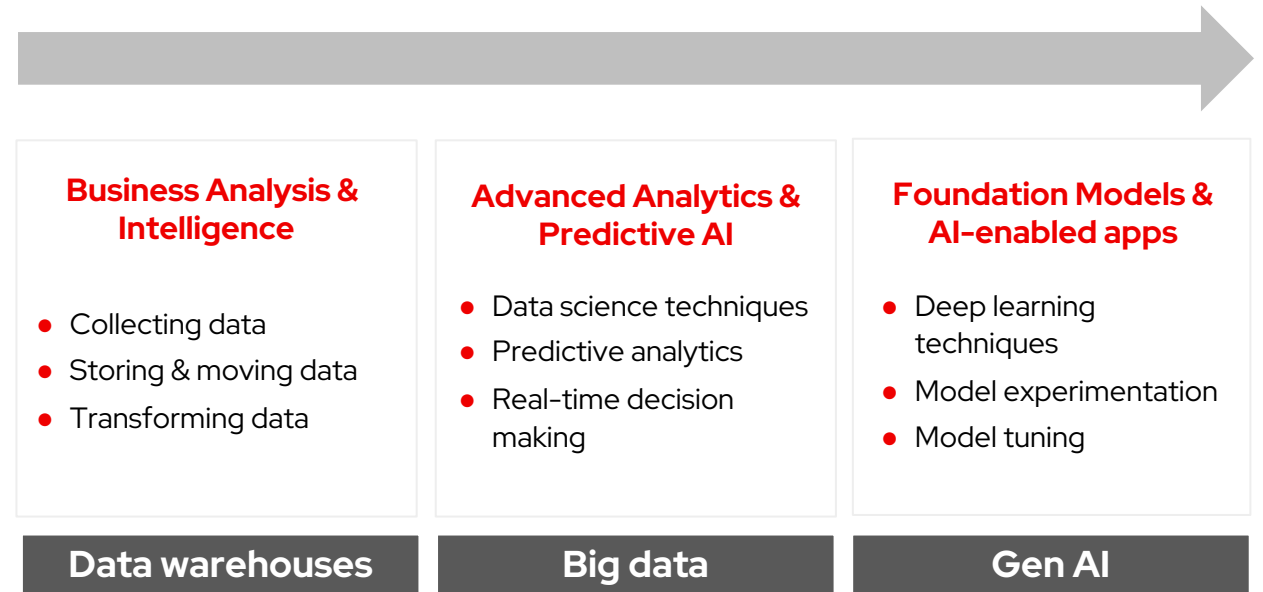 Business Analysis &
Intelligence
● Collecting data
● Storing & moving data
● Transforming data
Data warehouses
Advanced Analytics &
Predictive AI
● Data science techniques
● Predictive analytics
● Real-time decision
making
Big data
Foundation Models &
AI-enabled apps
● Deep learning
techniques
● Model experimentation
● Model tuning
Gen AI